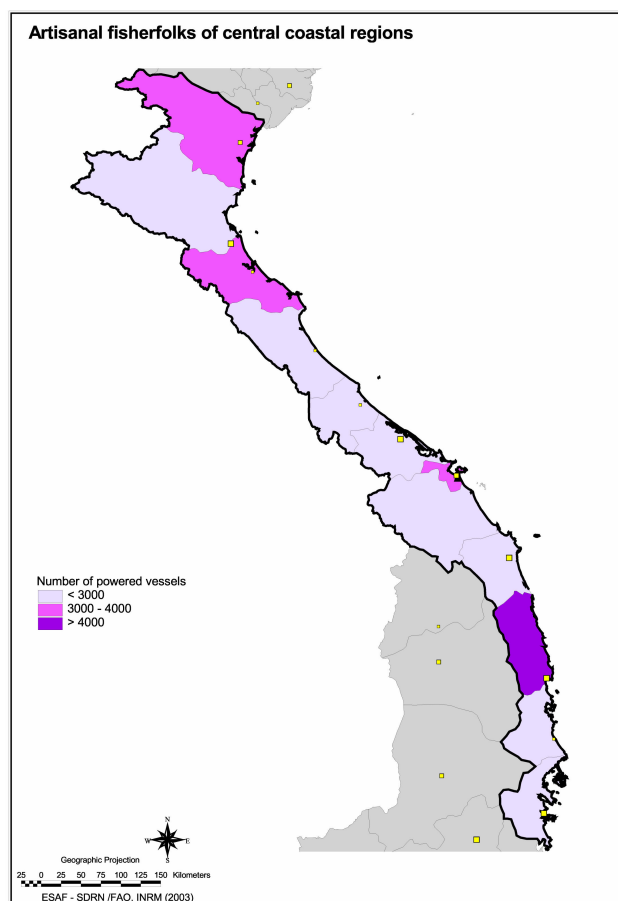 Artisanal fisherfolks of central coastal regions
Number of powered vessels
< 3000
3000 - 4000
> 4000
N
W E
S
Geographic Projection
25 0 25 50 75 100 125 150 Kilometers
ESAF - SDRN /FAO, INRM (2003)